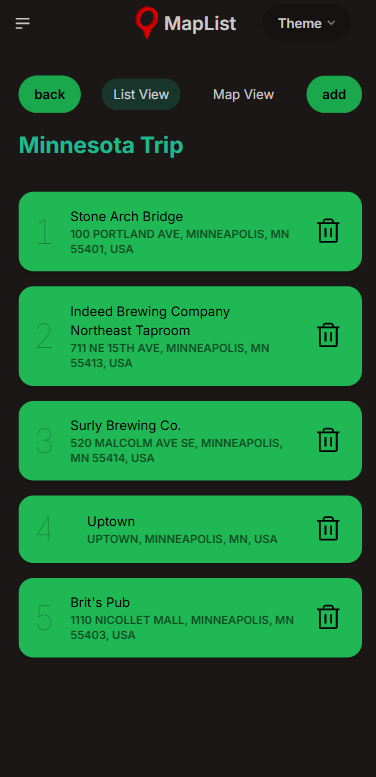 MapList
Theme
back
List View
Map View
add
Minnesota Trip
1
Stone Arch Bridge
100 PORTLAND AVE, MINNEAPOLIS, MN
55401, USA
2
Indeed Brewing Company
Northeast Taproom
711 NE 15TH AVE, MINNEAPOLIS, MN
55413, USA
3
Surly Brewing Co.
520 MALCOLM AVE SE, MINNEAPOLIS,
MN 55414, USA
4
Uptown
UPTOWN, MINNEAPOLIS, MN, USA
5
Brit's Pub
1110 NICOLLET MALL, MINNEAPOLIS, MN
55403, USA